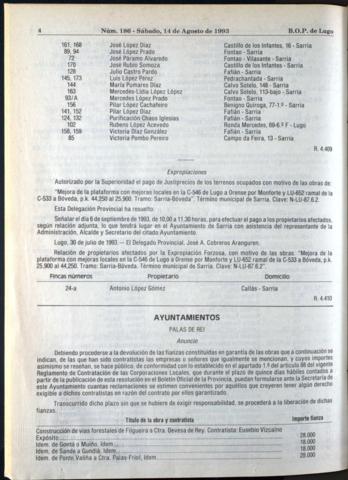 4 Núm. 186 - Sábado, 14 de Agosto de 1993 B.O.P. de Lugo
161, 168 José López Díaz Castillo de los Infantes, 16 - Sarria
89, 94 José López Prado Fontao - Sarria
72 José Páramo Alvaredo Fontao - Vilasante - Sarria
170 José Rubio Somoza Castillo de los Infantes - Sarria
128 Julio Castro Pardo Fafián - Sarria
145, 173 Luis López Pérez Pedrachantada - Sarria
144 María Pomares Díaz Calvo Sotelo, 148 - Sarria
163 Mercedes-Lidia López López Calvo Sotelo, 113-bajo - Sarria
93/A Mercedes López Prado Fontao - Sarria
156 Pilar López Cachafeiro Benigno Quiroga, 77-1.º - Sarria
141, 152 Pilar López Díaz Fafián - Sarria
124, 132 Purificación Chaos Iglesias Fafián - Sarria
102 Rubens López Acevedo Ronda Mercedes, 69-6.º F - Lugo
158, 159 Victoria Díaz González Fafián - Sarria
85 Victoria Pombo Pereiro Campo da Feira, 13 - Sarria
R. 4.409
Expropiaciones
Autorizado por la Superioridad el pago de Justiprecios de los terrenos ocupados con motivo de las obras de:
"Mejora de la plataforma con mejoras locales en la C-546 de Lugo a Orense por Monforte y LU-652 ramal de la
C-533 a Bóveda, p.k. 44,250 al 25,900. Tramo: Sarria-Bóveda". Término municipal de Sarria. Clave: N-LU-87.6.2.
Esta Delegación Provincial ha resuelto:
Señalar el día 6 de septiembre de 1993, de 10,00 a 11,30 horas, para efectuar el pago a los propietarios afectados,
según relación adjunta, lo que tendrá lugar en el Ayuntamiento de Sarria con asistencia del representante de la
Administración, Alcalde y Secretario del citado Ayuntamiento.
Lugo, 30 de julio de 1993. — El Delegado Provincial, José A. Cobreros Aranguren.
Relación de propietarios afectados por la Expropiación Forzosa, con motivo de las obras: "Mejora de la
plataforma con mejoras locales en la C-546 de Lugo a Orense por Monforte y LU-652 ramal de la C-533 a Bóveda, p.k.
25,900 al 44,250. Tramo: Sarria-Bóveda. Término municipal de Sarria. Clave: N-LU-87.6.2".
Fincas números Propietario Domicilio
24-a Antonio López Gómez Callás - Sarria
R. 4.410
AYUNTAMIENTOS
PALAS DE REI
Anuncio
Debiendo procederse a la devolución de las fianzas constituidas en garantía de las obras que a continuación se
indican, de las que han sido contratistas las empresas o señores que igualmente se mencionan, y cuyos importes
asimismo se reseñan, se hace público, de conformidad con lo establecido en el apartado 1.º del artículo 88 del vigente
Reglamento de Contratación de las Corporaciones Locales, que durante el plazo de quince días hábiles contados a
partir de la publicación de esta resolución en el Boletín Oficial de la Provincia, puedan formularse ante la Secretaría de
este Ayuntamiento cuantas reclamaciones se estimen convenientes por aquéllos que creyeren tener algún derecho
exigible a dichos contratistas en razón del contrato por ellos garantizado.
Transcurrido dicho plazo sin que se hubiera de exigir responsabilidad, se procederá a la liberación de dichas
fianzas.
Título de la obra y contratista Importe fianza
Construcción de vías forestales de Filgueira a Ctra. Devesa de Rey. Contratista: Eusebio Vizcaíno
Expósito 28.000
Idem. de Gontá o Muíño. Idem 18.000
Idem. de Sande a Gundiá. Idem 18.000
Idem. de Ponte Valiña a Ctra. Palas-Friol. Idem 28.000